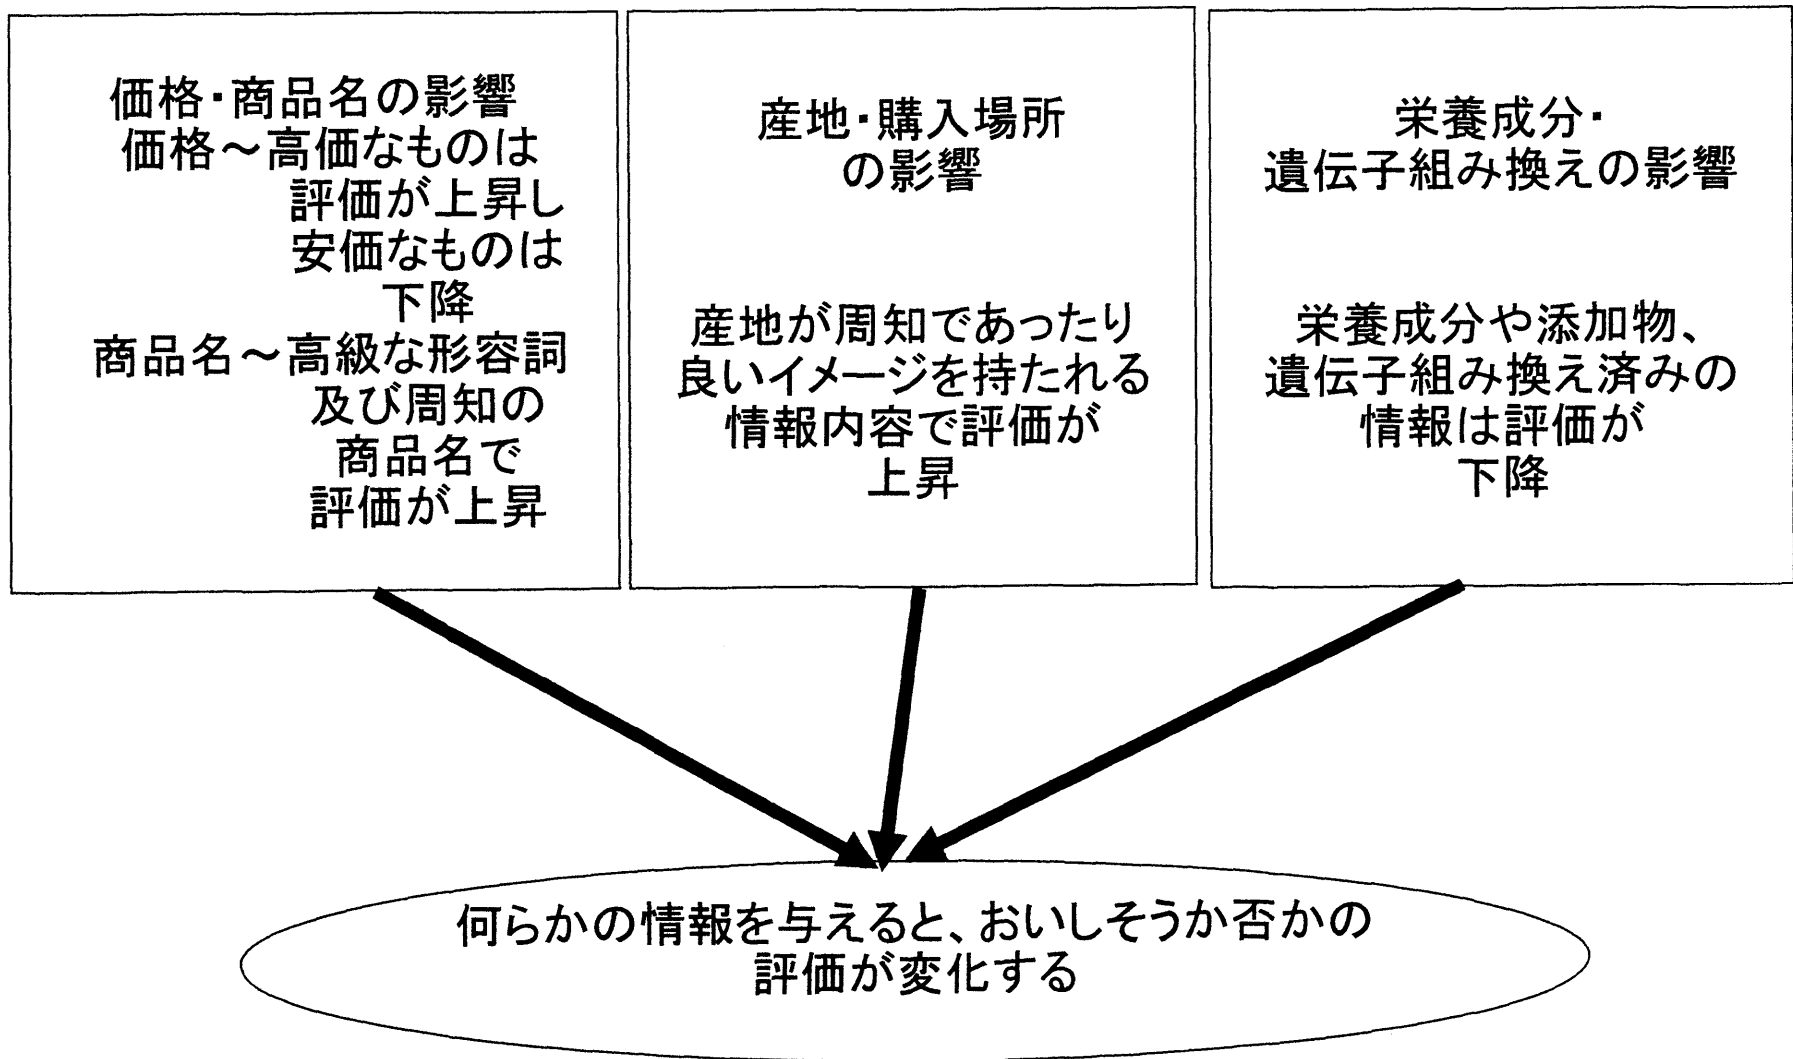 価格・商品名の影響
価格～高価なものは
評価が上昇し
安価なものは
下降
商品名～高級な形容詞
及び周知の
商品名で
評価が上昇
産地・購入場所
の影響
産地が周知であったり
良いイメージを持たれる
情報内容で評価が
上昇
栄養成分・
遺伝子組み換えの影響
栄養成分や添加物、
遺伝子組み換え済みの
情報は評価が
下降
何らかの情報を与えると、おいしそうか否かの
評価が変化する